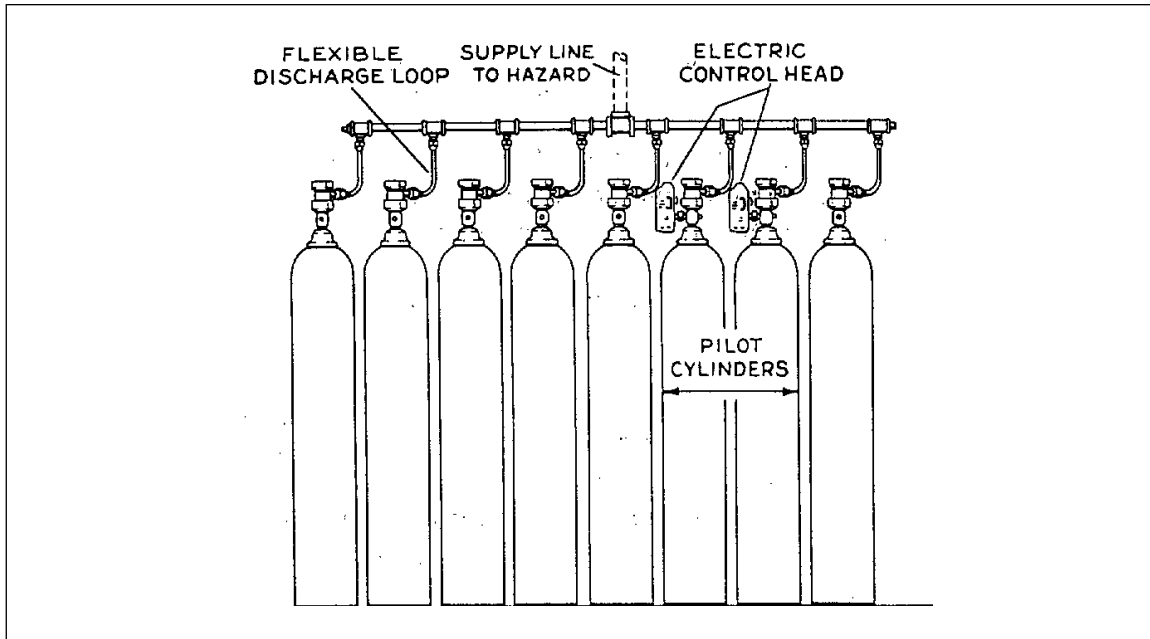 FLEXIBLE
DISCHARGE LOOP
SUPPLY LINE
TO HAZARD
ELECTRIC
CONTROL HEAD
PILOT
CYLINDERS